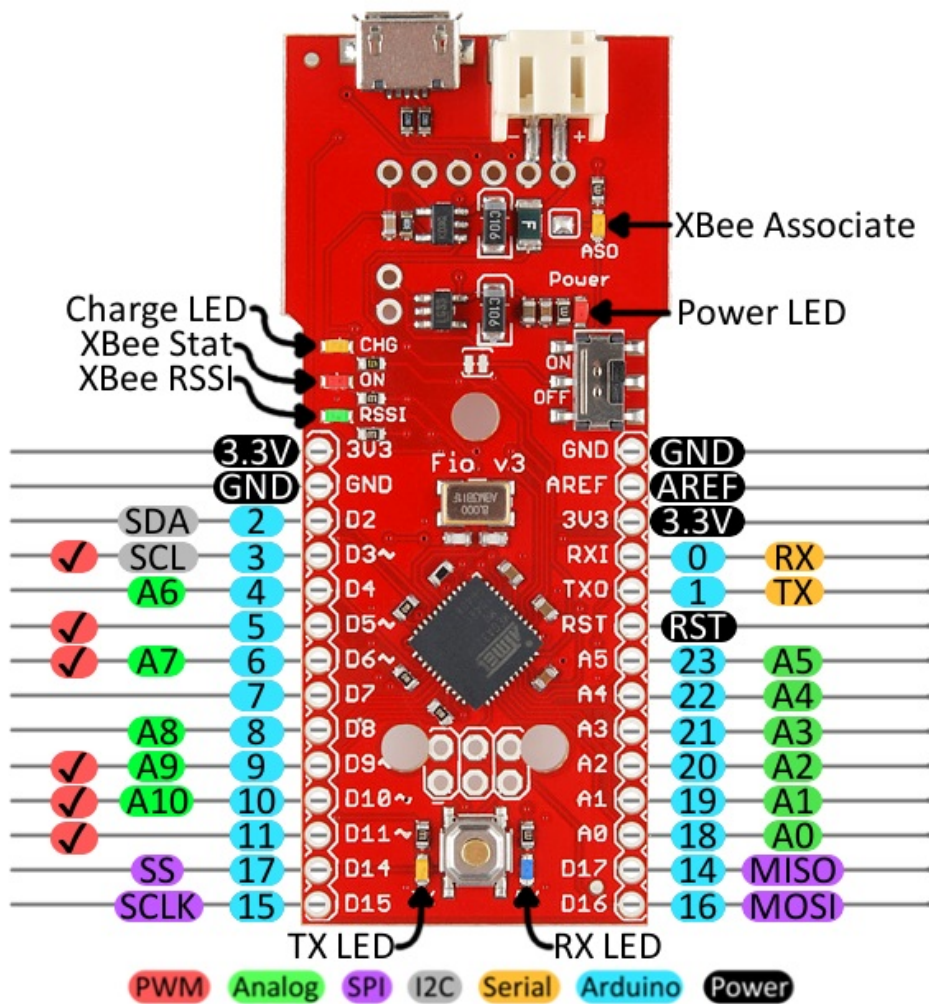 - +
XBee Associate
ASO
Power
Power LED
Charge LED
CHG
XBee Stat
ON
XBee RSSI
RSSI
ON
OFF
C106
C106
F
Fio v3
8.000
ATMEL
3.3V 3V3 GND GND
GND GND AREF AREF
SDA 2 D2 3V3 3.3V
✓ SCL 3 D3~ RXI 0 RX
A6 4 D4 TXO 1 TX
✓ 5 D5~ RST RST
✓ A7 6 D6~ A5 23 A5
7 D7 A4 22 A4
A8 8 D8 A3 21 A3
✓ A9 9 D9~ A2 20 A2
✓ A10 10 D10~ A1 19 A1
✓ 11 D11~ A0 18 A0
SS 17 D14 D17 14 MISO
SCLK 15 D15 D16 16 MOSI
TX LED RX LED
PWM Analog SPI I2C Serial Arduino Power